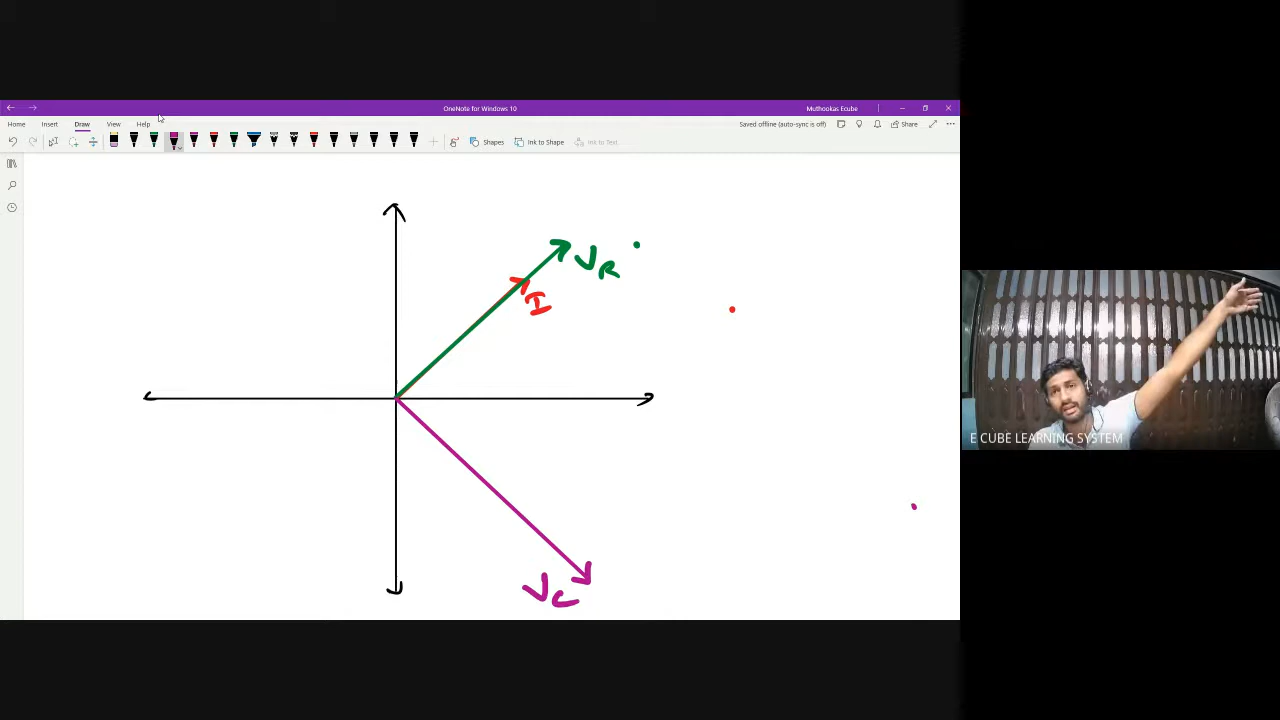 OneNote for Windows 10
Muthookas Ecube
Home Insert Draw View Help
Saved offline (auto-sync is off) Share
Shapes Ink to Shape Ink to Text
VR
I
VC
E CUBE LEARNING SYSTEM